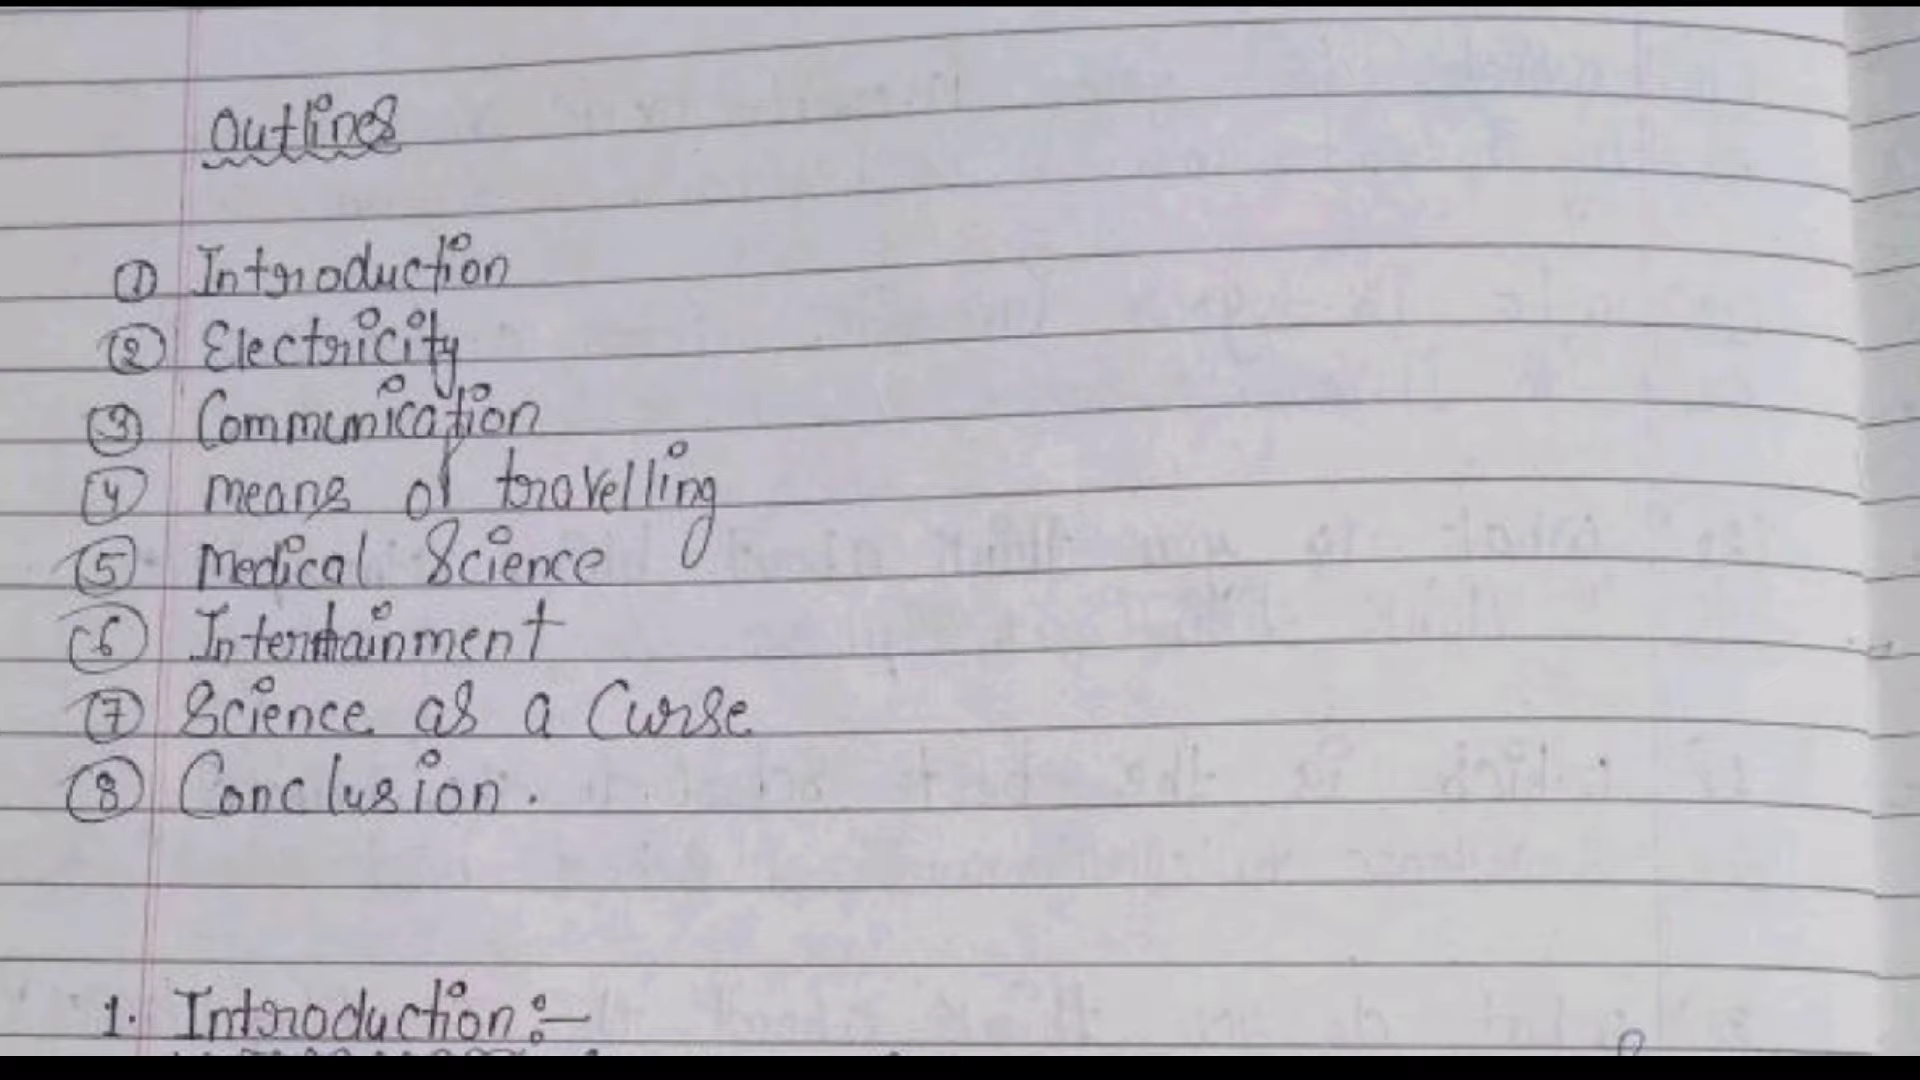 Outlines
① Introduction
② Electricity
③ Communication
④ means of travelling
⑤ Medical Science
⑥ Intertainment
⑦ Science as a Curse
⑧ Conclusion.
1. Introduction:-